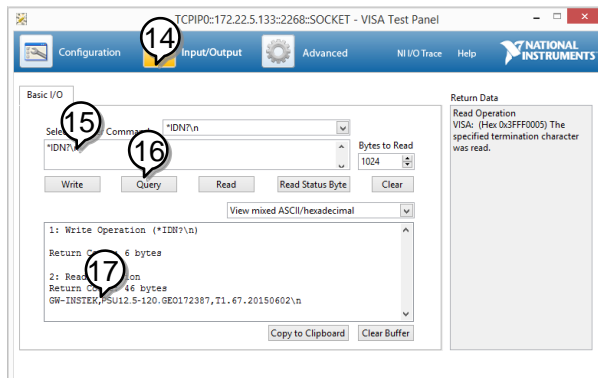 TCPIP0::172.22.5.133::2268::SOCKET - VISA Test Panel
14
Configuration
Input/Output
Advanced
NI I/O Trace
Help
NATIONAL
INSTRUMENTS
Basic I/O
Return Data
15
*IDN?\n
Read Operation
VISA: (Hex 0x3FFF0005) The
specified termination character
was read.
*IDN?\n
16
Bytes to Read
1024
Write
Query
Read
Read Status Byte
Clear
View mixed ASCII/hexadecimal
1: Write Operation (*IDN?\n)
Return 6 bytes
17
2:
Return 46 bytes
GW-INSTEK,PSU12.5-120.GEO172387,T1.67.20150602\n
Copy to Clipboard
Clear Buffer